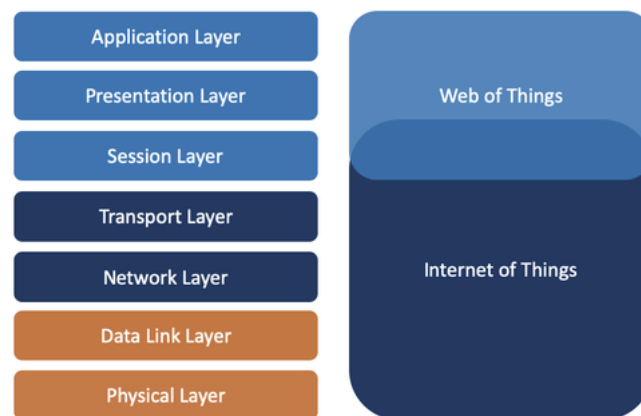 Application Layer
Presentation Layer
Session Layer
Transport Layer
Network Layer
Data Link Layer
Physical Layer
Web of Things
Internet of Things